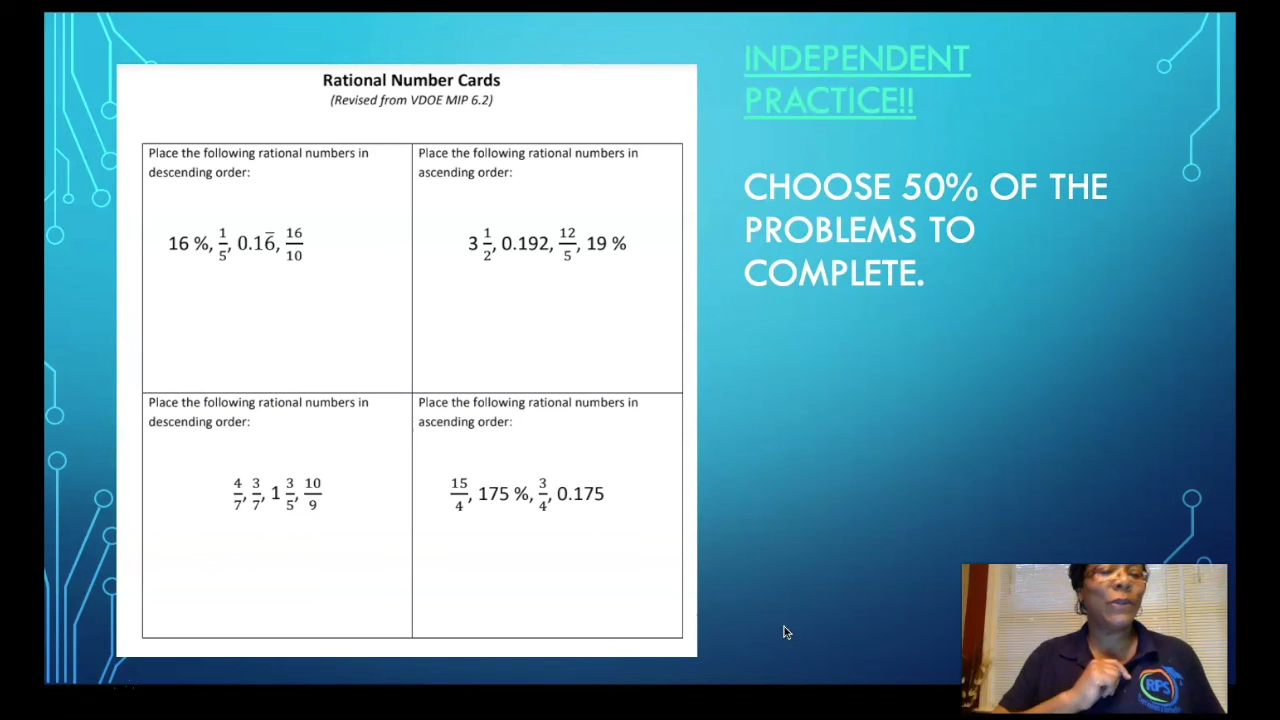 Rational Number Cards
(Revised from VDOE MIP 6.2)
Place the following rational numbers in
descending order:
16 %, 1/5, 0.16̅, 16/10
Place the following rational numbers in
ascending order:
3 1/2, 0.192, 12/5, 19 %
Place the following rational numbers in
descending order:
4/7, 3/7, 1 3/5, 10/9
Place the following rational numbers in
ascending order:
15/4, 175 %, 3/4, 0.175
INDEPENDENT
PRACTICE!!
CHOOSE 50% OF THE
PROBLEMS TO
COMPLETE.
RPS